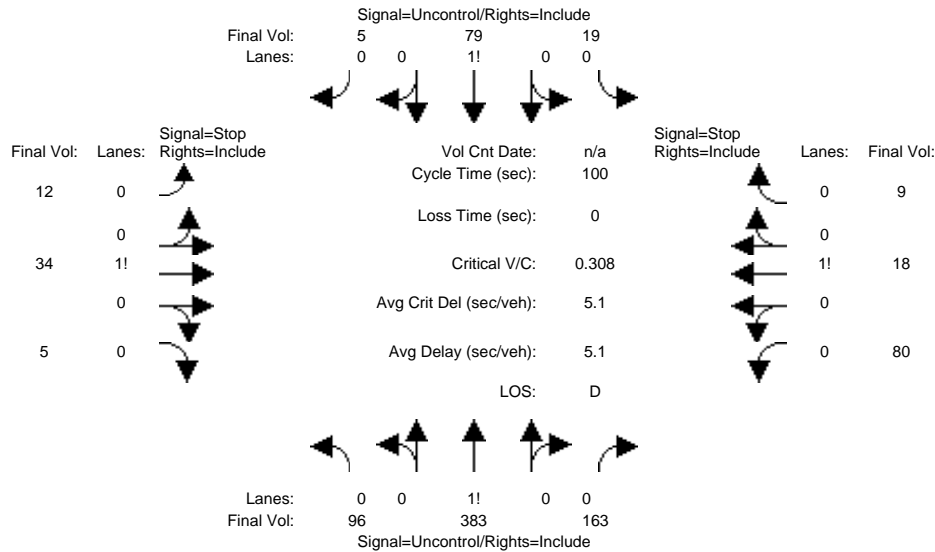 Signal=Uncontrol/Rights=Include
Final Vol: 5 79 19
Lanes: 0 0 1! 0 0
Signal=Stop Signal=Stop
Final Vol: Lanes: Rights=Include Vol Cnt Date: n/a Rights=Include Lanes: Final Vol:
Cycle Time (sec): 100
12 0 0 9
Loss Time (sec): 0
0 0
34 1! Critical V/C: 0.308 1! 18
0 Avg Crit Del (sec/veh): 5.1 0
5 0 Avg Delay (sec/veh): 5.1 0 80
LOS: D
Lanes: 0 0 1! 0 0
Final Vol: 96 383 163
Signal=Uncontrol/Rights=Include